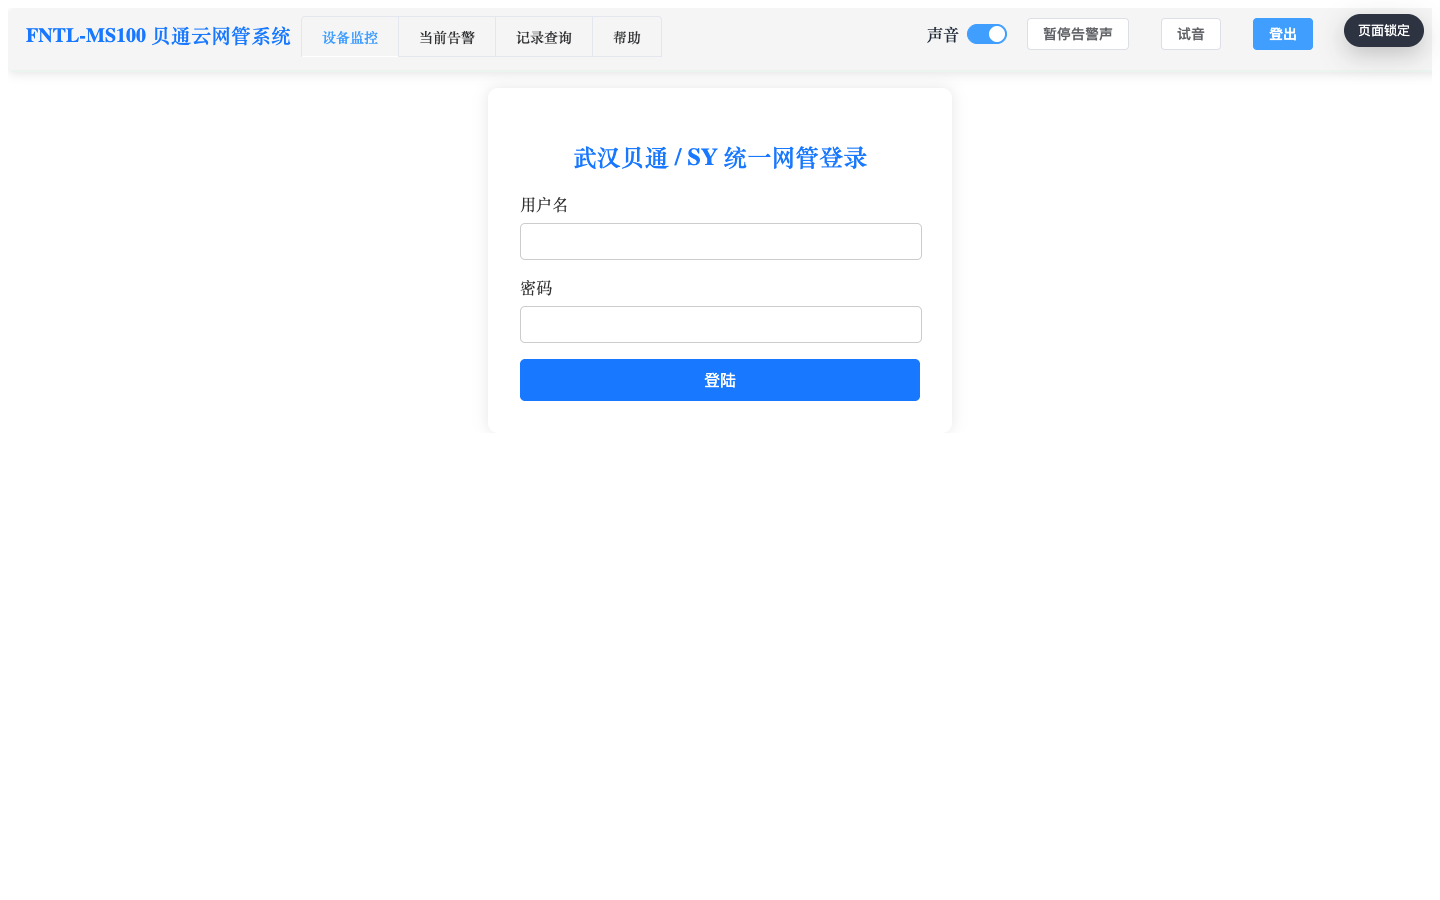 FNTL-MS100 贝通云网管系统 设备监控 当前告警 记录查询 帮助 声音 暂停告警声 试音 登出 页面锁定
武汉贝通 / SY 统一网管登录
用户名
密码
登陆